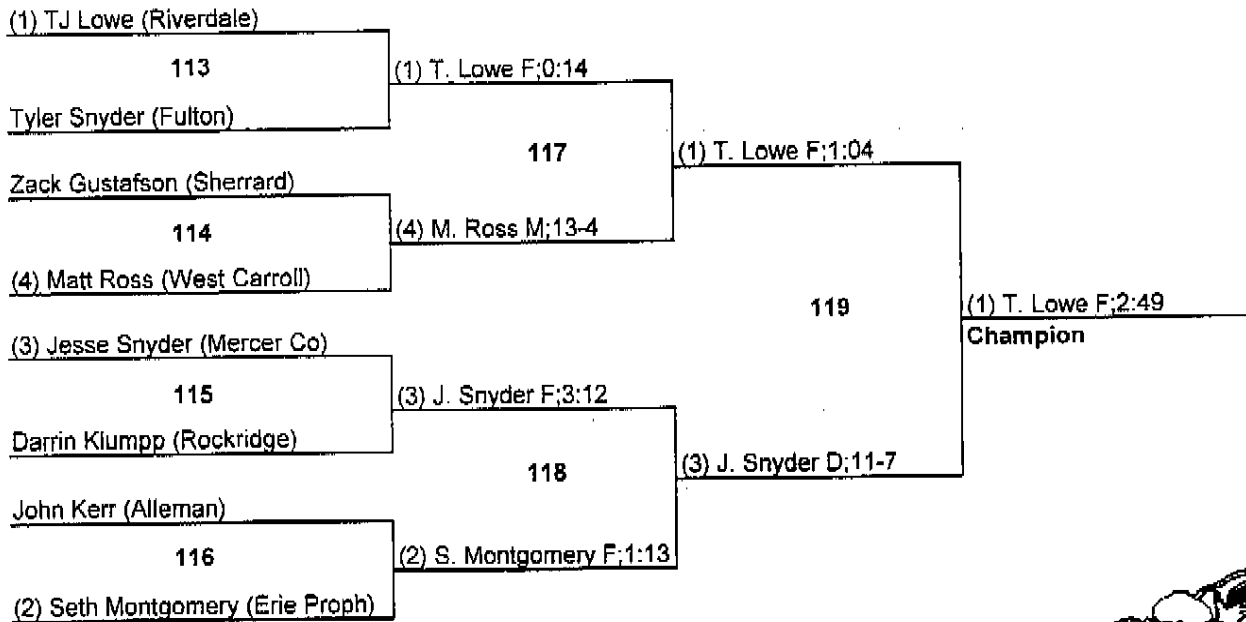 (1) TJ Lowe (Riverdale)
113
(1) T. Lowe F;0:14
Tyler Snyder (Fulton)
117
(1) T. Lowe F;1:04
Zack Gustafson (Sherrard)
114
(4) M. Ross M;13-4
(4) Matt Ross (West Carroll)
119
(1) T. Lowe F;2:49
Champion
(3) Jesse Snyder (Mercer Co)
115
(3) J. Snyder F;3:12
Darrin Klumpp (Rockridge)
118
(3) J. Snyder D;11-7
John Kerr (Alleman)
116
(2) S. Montgomery F;1:13
(2) Seth Montgomery (Erie Proph)